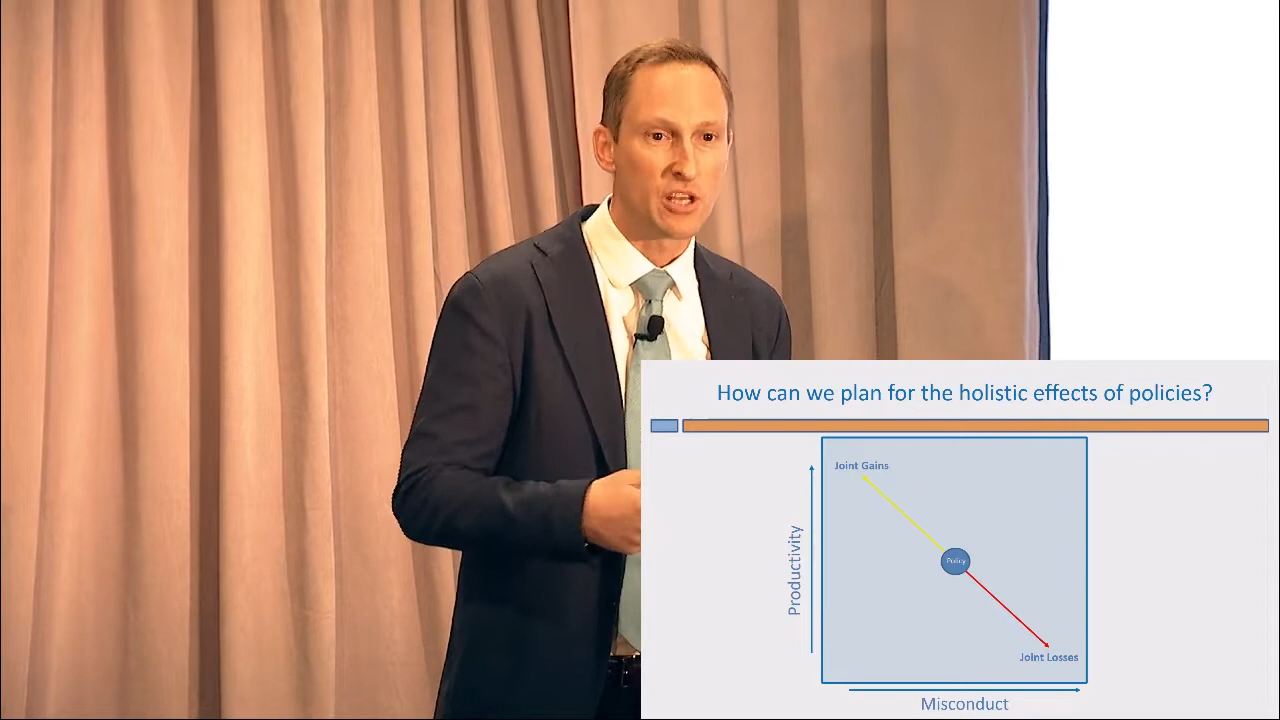 How can we plan for the holistic effects of policies?
Joint Gains
Productivity
Policy
Joint Losses
Misconduct